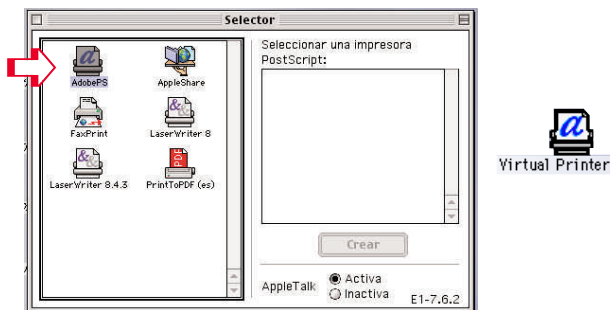 Selector
AdobePS
AppleShare
FaxPrint
LaserWriter 8
LaserWriter 8.4.3
PrintToPDF (es)
Seleccionar una impresora
PostScript:
Crear
AppleTalk
Activa
Inactiva
E1-7.6.2
Virtual Printer